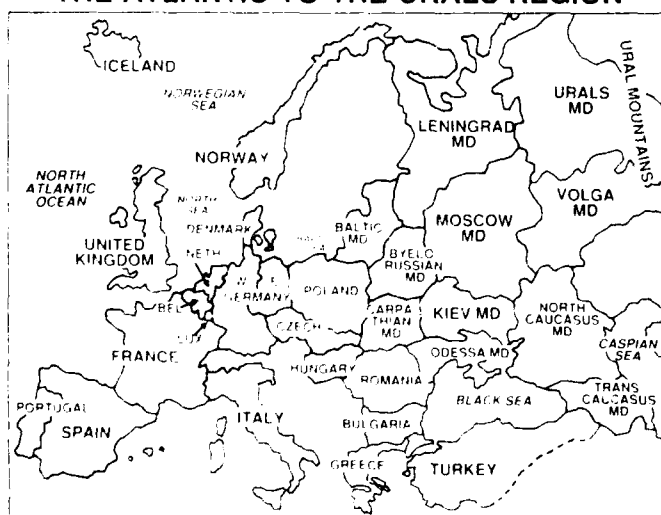 THE ATLANTIC TO THE URALS REGION
ICELAND
NORWEGIAN
SEA
URAL MOUNTAINS
URALS
MD
LENINGRAD
MD
NORWAY
NORTH
ATLANTIC
OCEAN
NORTH
SEA
VOLGA
MD
MOSCOW
MD
DENMARK
BALTIC
MD
UNITED
KINGDOM
NETH
BYELO
RUSSIAN
MD
W E
GERMANY
POLAND
BEL
LUX
CARPA
THIAN
MD
KIEV MD
NORTH
CAUCASUS
MD
CZECH
FRANCE
HUNGARY
ODESSA MD
CASPIAN
SEA
ROMANIA
BLACK SEA
TRANS
CAUCASUS
MD
PORTUGAL
SPAIN
ITALY
BULGARIA
GREECE
TURKEY